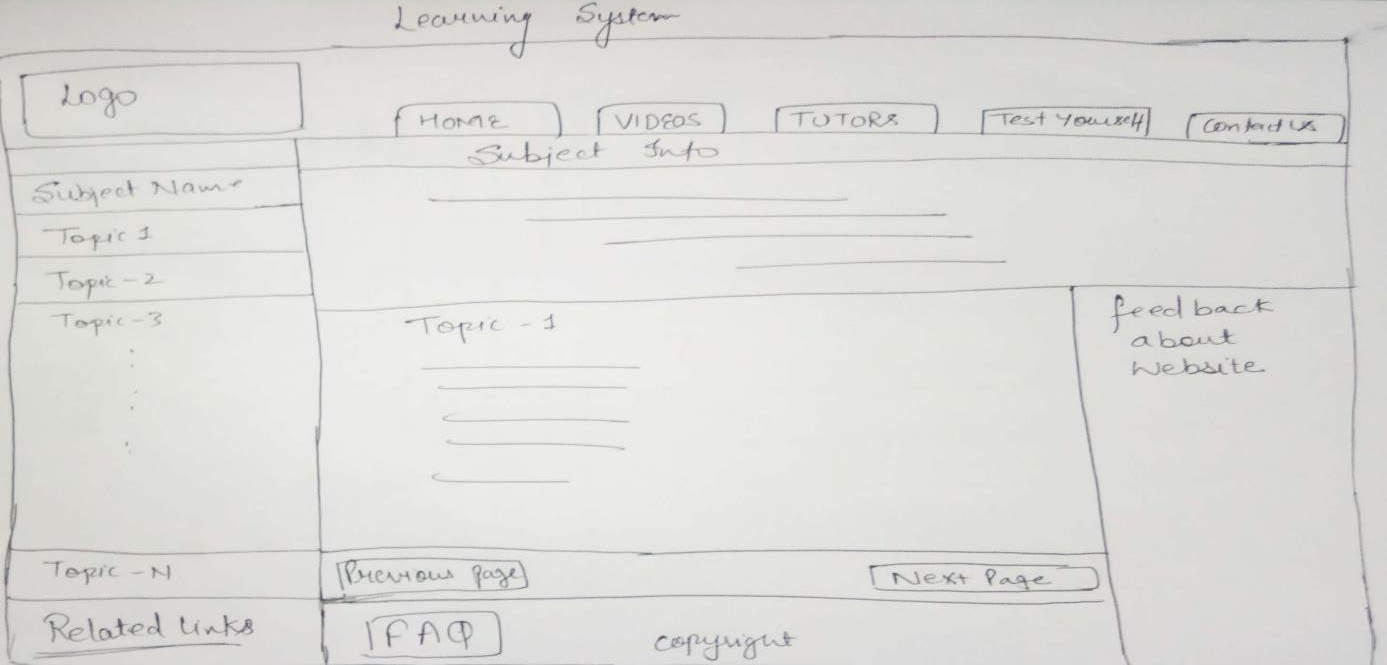 Learning System
Logo
HOME VIDEOS TUTORS Test Yourself Contact us
Subject Info
Subject Name
Topic 1
Topic - 2
Topic - 3
Topic - 1
feedback
about
Website
Topic - N
Previous page Next Page
Related links
FAQ copyright